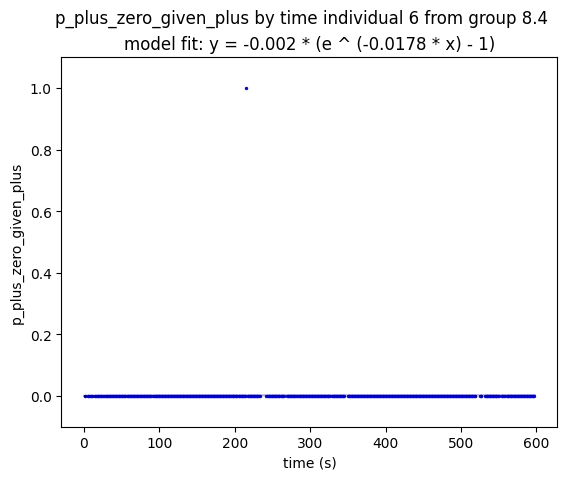 p_plus_zero_given_plus by time individual 6 from group 8.4
model fit: y = -0.002 * (e ^ (-0.0178 * x) - 1)
1.0
0.8
0.6
0.4
0.2
0.0
p_plus_zero_given_plus
0 100 200 300 400 500 600
time (s)